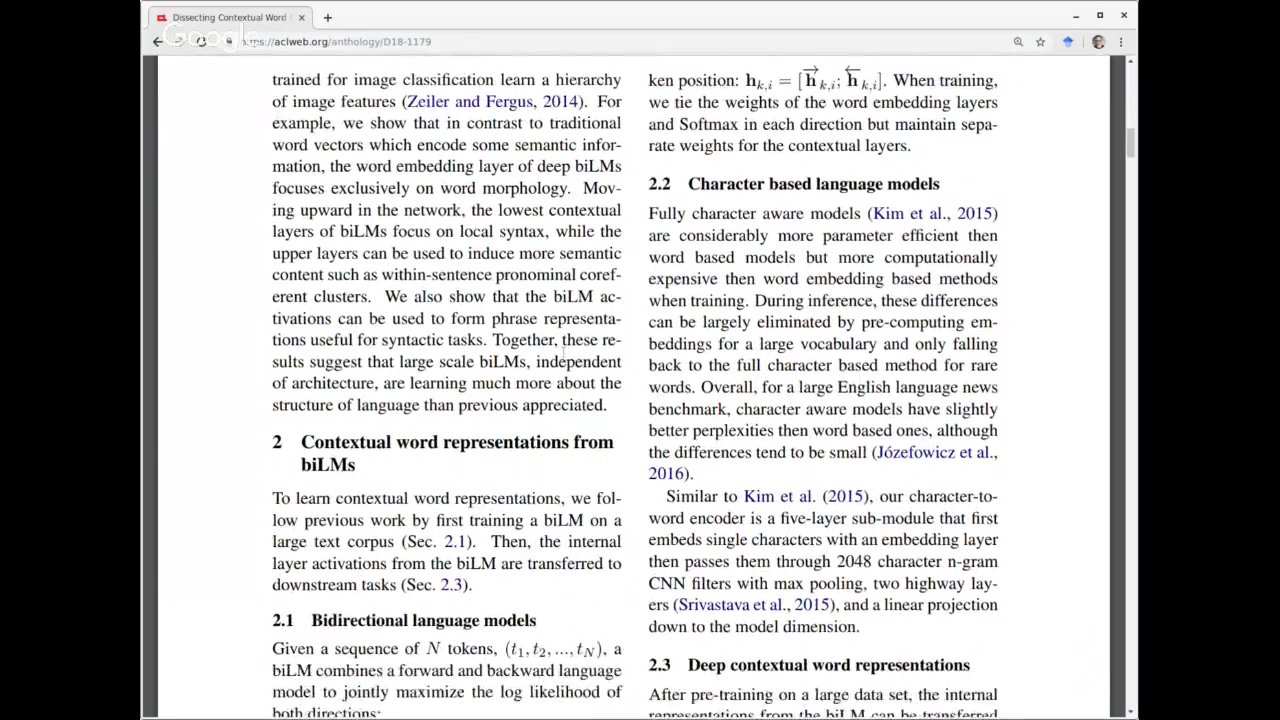 Dissecting Contextual Word
Google
https://aclweb.org/anthology/D18-1179
trained for image classification learn a hierarchy
of image features (Zeiler and Fergus, 2014). For
example, we show that in contrast to traditional
word vectors which encode some semantic infor-
mation, the word embedding layer of deep biLMs
focuses exclusively on word morphology. Mov-
ing upward in the network, the lowest contextual
layers of biLMs focus on local syntax, while the
upper layers can be used to induce more semantic
content such as within-sentence pronominal coref-
erent clusters. We also show that the biLM ac-
tivations can be used to form phrase representa-
tions useful for syntactic tasks. Together, these re-
sults suggest that large scale biLMs, independent
of architecture, are learning much more about the
structure of language than previous appreciated.
2 Contextual word representations from
biLMs
To learn contextual word representations, we fol-
low previous work by first training a biLM on a
large text corpus (Sec. 2.1). Then, the internal
layer activations from the biLM are transferred to
downstream tasks (Sec. 2.3).
2.1 Bidirectional language models
Given a sequence of N tokens, (t₁, t₂, ..., t_N), a
biLM combines a forward and backward language
model to jointly maximize the log likelihood of
both directions:
ken position: h_{k,i} = [→h_{k,i}; ←h_{k,i}]. When training,
we tie the weights of the word embedding layers
and Softmax in each direction but maintain sepa-
rate weights for the contextual layers.
2.2 Character based language models
Fully character aware models (Kim et al., 2015)
are considerably more parameter efficient then
word based models but more computationally
expensive then word embedding based methods
when training. During inference, these differences
can be largely eliminated by pre-computing em-
beddings for a large vocabulary and only falling
back to the full character based method for rare
words. Overall, for a large English language news
benchmark, character aware models have slightly
better perplexities then word based ones, although
the differences tend to be small (Józefowicz et al.,
2016).
Similar to Kim et al. (2015), our character-to-
word encoder is a five-layer sub-module that first
embeds single characters with an embedding layer
then passes them through 2048 character n-gram
CNN filters with max pooling, two highway lay-
ers (Srivastava et al., 2015), and a linear projection
down to the model dimension.
2.3 Deep contextual word representations
After pre-training on a large data set, the internal
representations from the biLM can be transferred